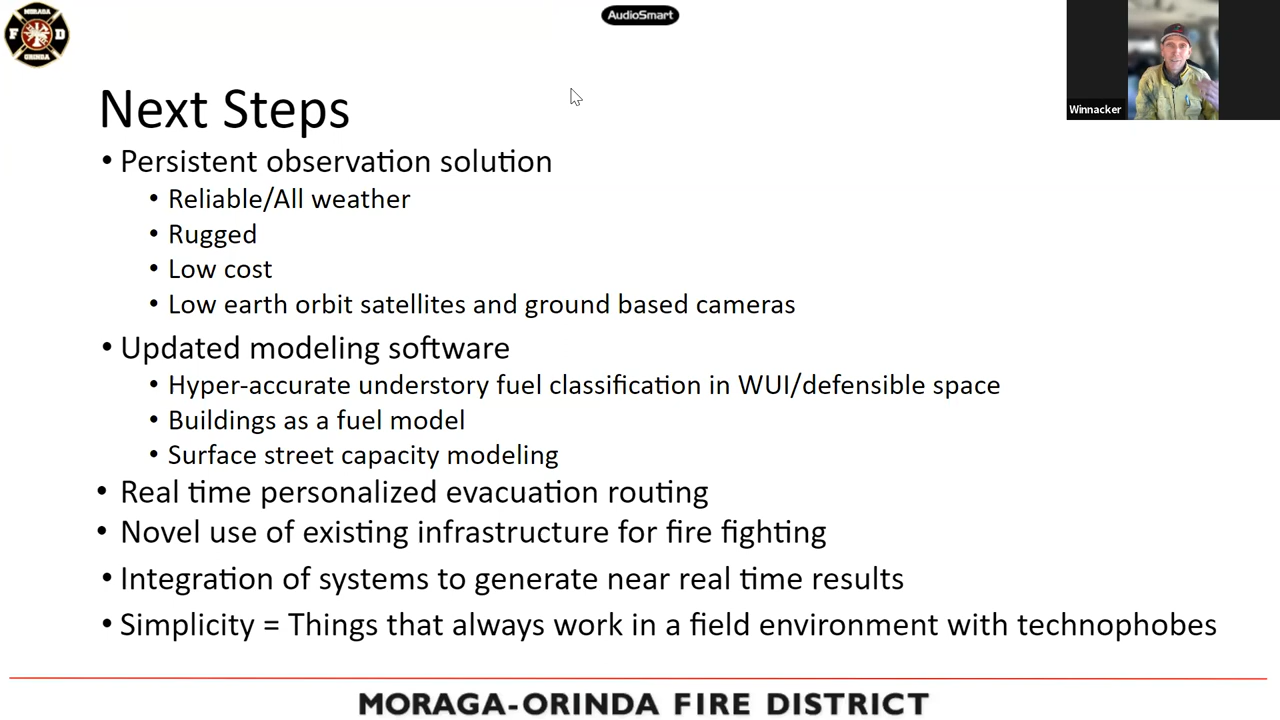 MORAGA
F D
ORINDA
AudioSmart
Winnacker
Next Steps
• Persistent observation solution
• Reliable/All weather
• Rugged
• Low cost
• Low earth orbit satellites and ground based cameras
• Updated modeling software
• Hyper-accurate understory fuel classification in WUI/defensible space
• Buildings as a fuel model
• Surface street capacity modeling
• Real time personalized evacuation routing
• Novel use of existing infrastructure for fire fighting
• Integration of systems to generate near real time results
• Simplicity = Things that always work in a field environment with technophobes
MORAGA-ORINDA FIRE DISTRICT